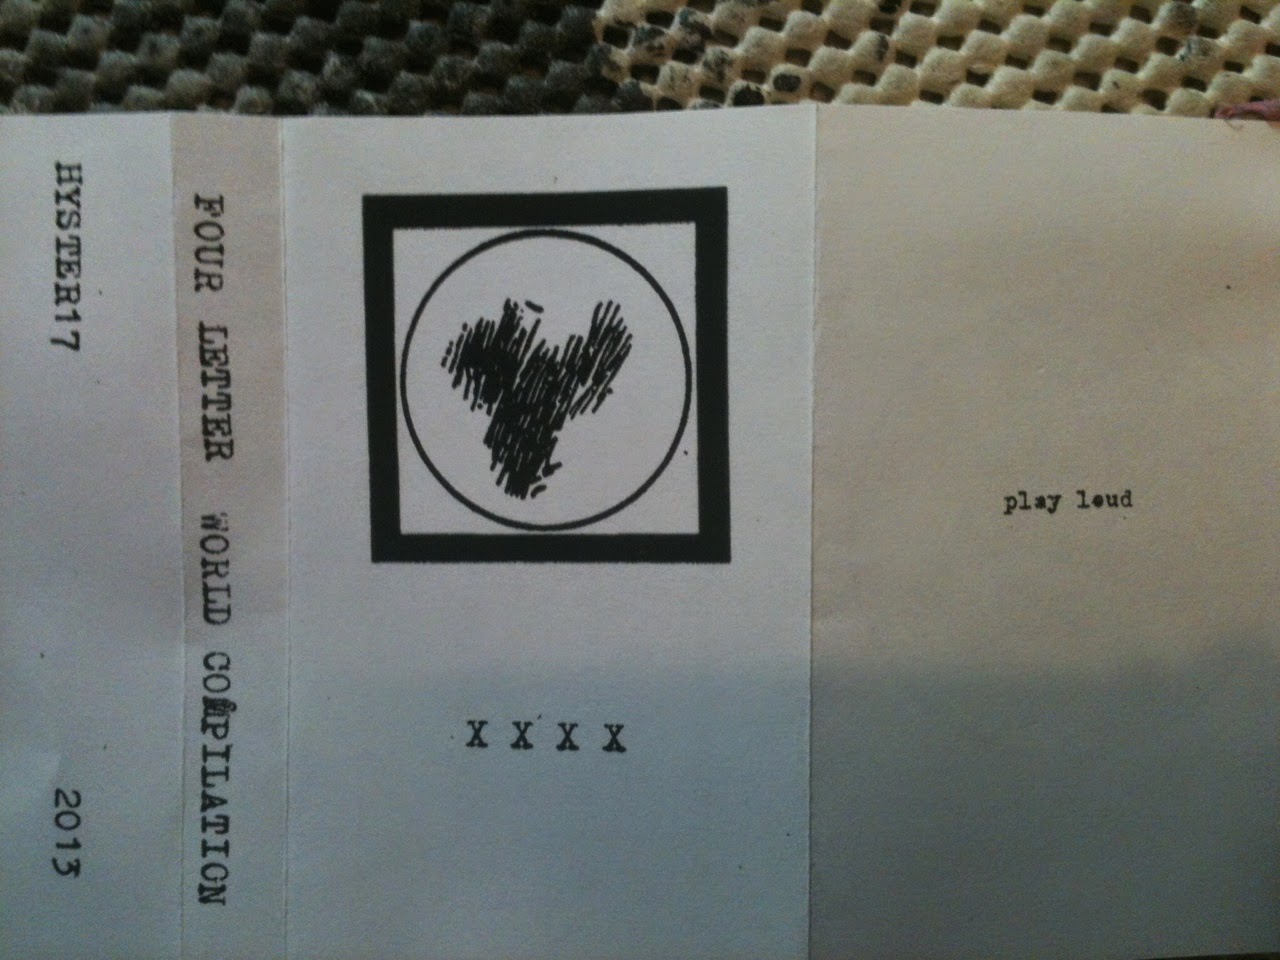 HYSTER17 2013
FOUR LETTER WORLD COMPILATION
X X X X
play loud